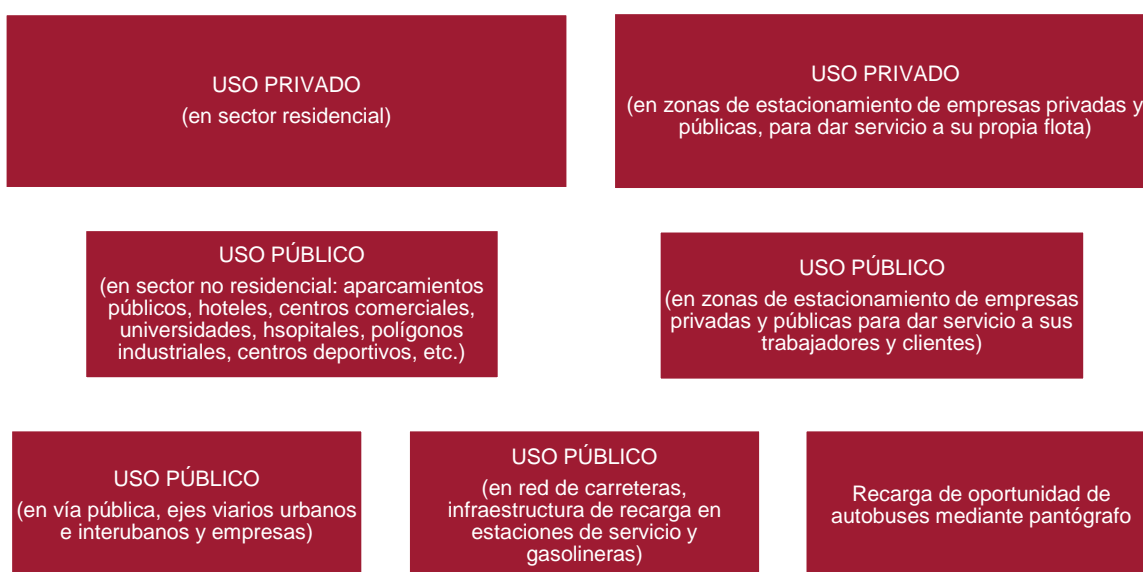 USO PRIVADO
(en sector residencial)
USO PRIVADO
(en zonas de estacionamiento de empresas privadas y
públicas, para dar servicio a su propia flota)
USO PÚBLICO
(en sector no residencial: aparcamientos
públicos, hoteles, centros comerciales,
universidades, hsopitales, polígonos
industriales, centros deportivos, etc.)
USO PÚBLICO
(en zonas de estacionamiento de empresas
privadas y públicas para dar servicio a sus
trabajadores y clientes)
USO PÚBLICO
(en vía pública, ejes viarios urbanos
e interubanos y empresas)
USO PÚBLICO
(en red de carreteras,
infraestructura de recarga en
estaciones de servicio y
gasolineras)
Recarga de oportunidad de
autobuses mediante pantógrafo